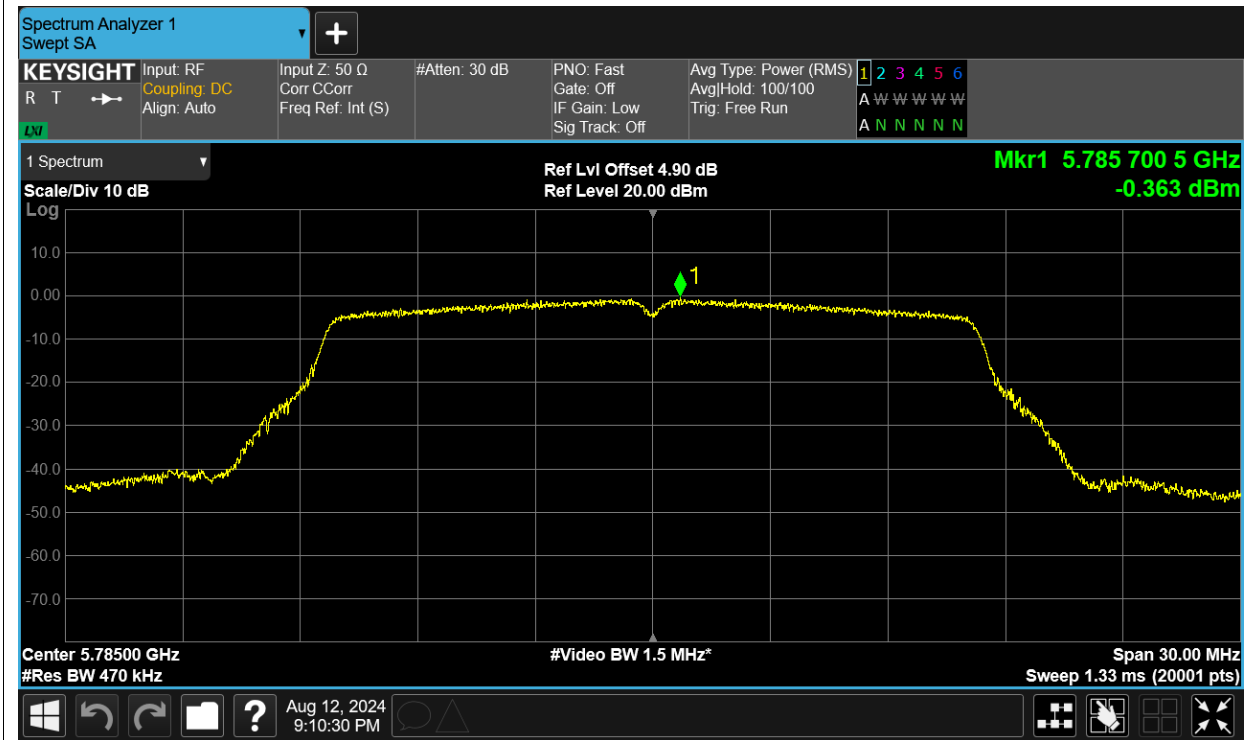 Spectrum Analyzer 1
Swept SA
KEYSIGHT
R T
LXI
Input: RF
Coupling: DC
Align: Auto
Input Z: 50 Ω
Corr CCorr
Freq Ref: Int (S)
#Atten: 30 dB
PNO: Fast
Gate: Off
IF Gain: Low
Sig Track: Off
Avg Type: Power (RMS)
Avg|Hold: 100/100
Trig: Free Run
1 2 3 4 5 6
A W W W W W
A N N N N N
1 Spectrum
Scale/Div 10 dB
Log
Ref Lvl Offset 4.90 dB
Ref Level 20.00 dBm
Mkr1 5.785 700 5 GHz
-0.363 dBm
10.0
0.00
-10.0
-20.0
-30.0
-40.0
-50.0
-60.0
-70.0
1
Center 5.78500 GHz
#Res BW 470 kHz
#Video BW 1.5 MHz*
Span 30.00 MHz
Sweep 1.33 ms (20001 pts)
?
Aug 12, 2024
9:10:30 PM